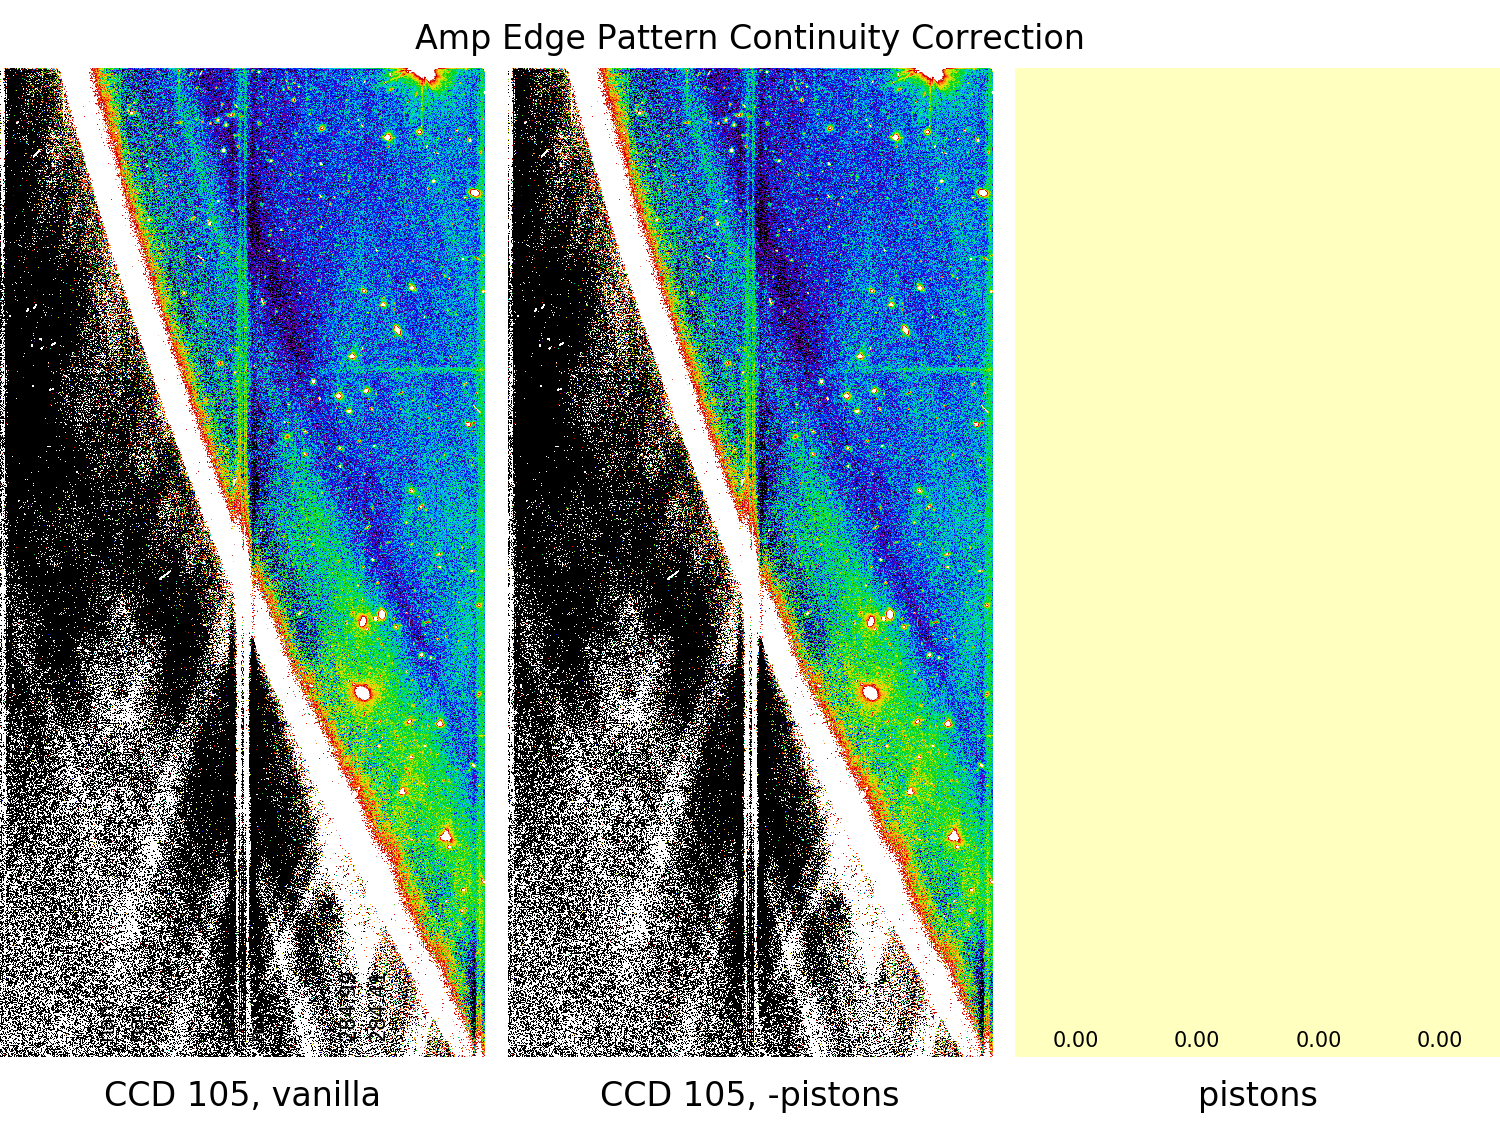 Amp Edge Pattern Continuity Correction
0.00 0.00 0.00 0.00
CCD 105, vanilla CCD 105, -pistons pistons